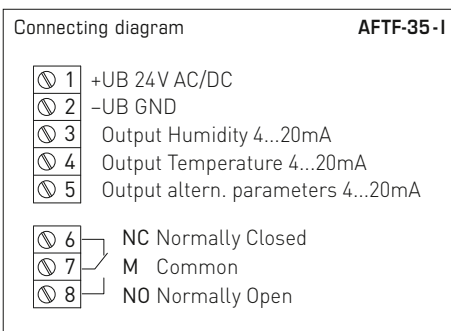 Connecting diagram AFTF-35-I
1 +UB 24V AC/DC
2 –UB GND
3 Output Humidity 4...20mA
4 Output Temperature 4...20mA
5 Output altern. parameters 4...20mA
6 NC Normally Closed
7 M Common
8 NO Normally Open